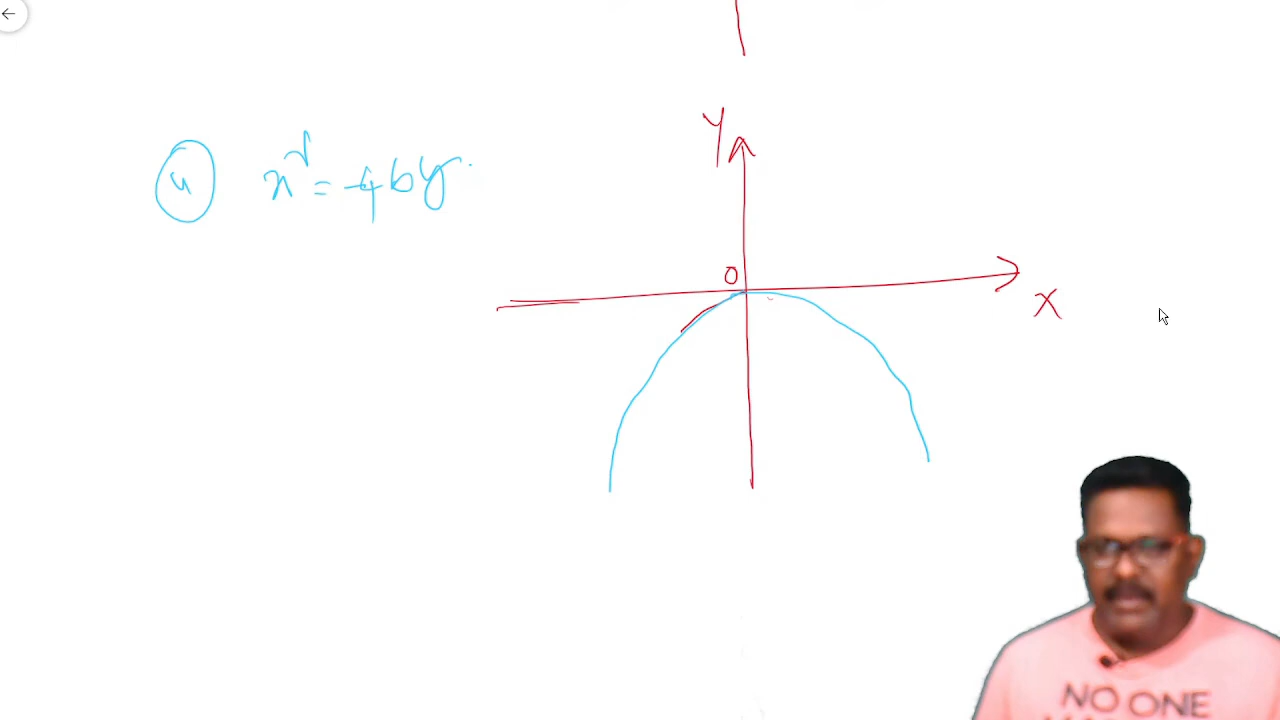 Y
④ x² = -4by
O
X
NO ONE